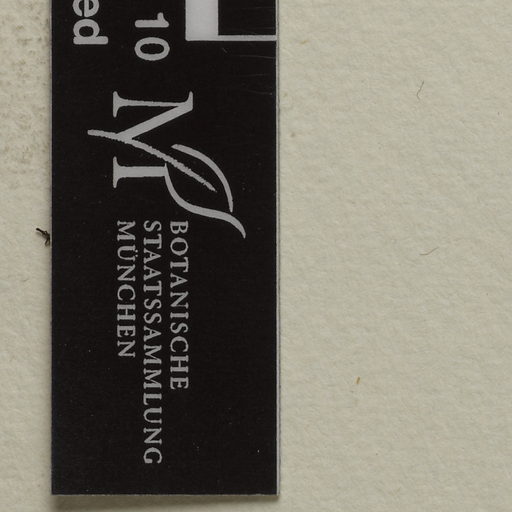 10
ed
BOTANISCHE
STAATSSAMMLUNG
MÜNCHEN